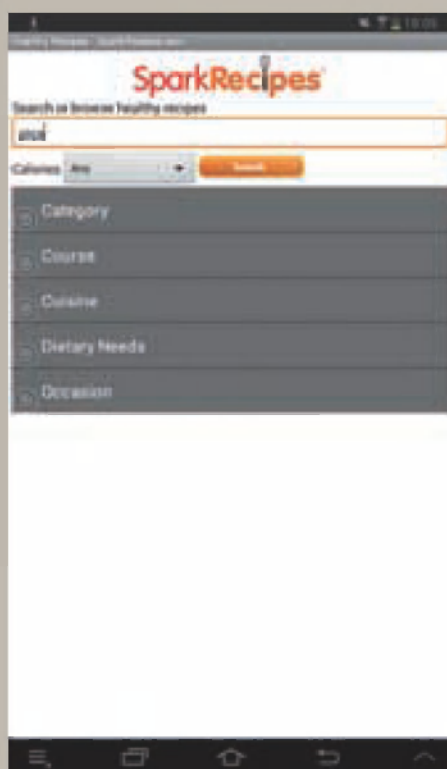 SparkRecipes
Search or browse healthy recipes
Calories Any Search
Category
Course
Cuisine
Dietary Needs
Occasion